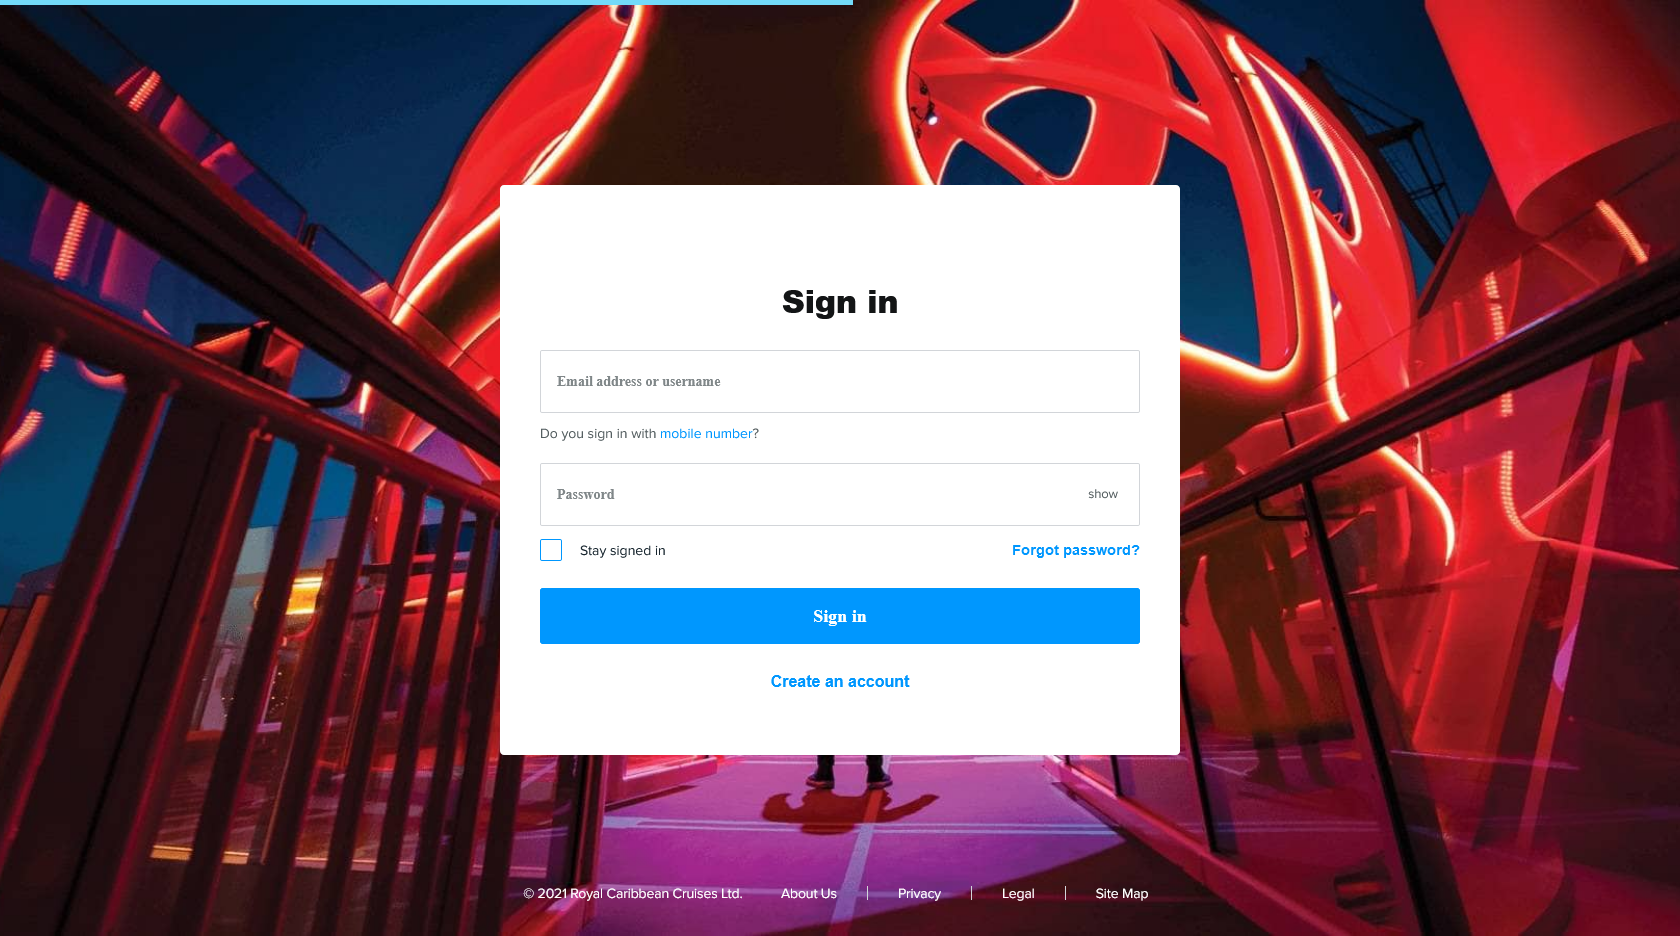 Sign in
Email address or username
Do you sign in with mobile number?
Password
show
Stay signed in
Forgot password?
Sign in
Create an account
© 2021 Royal Caribbean Cruises Ltd. About Us | Privacy | Legal | Site Map